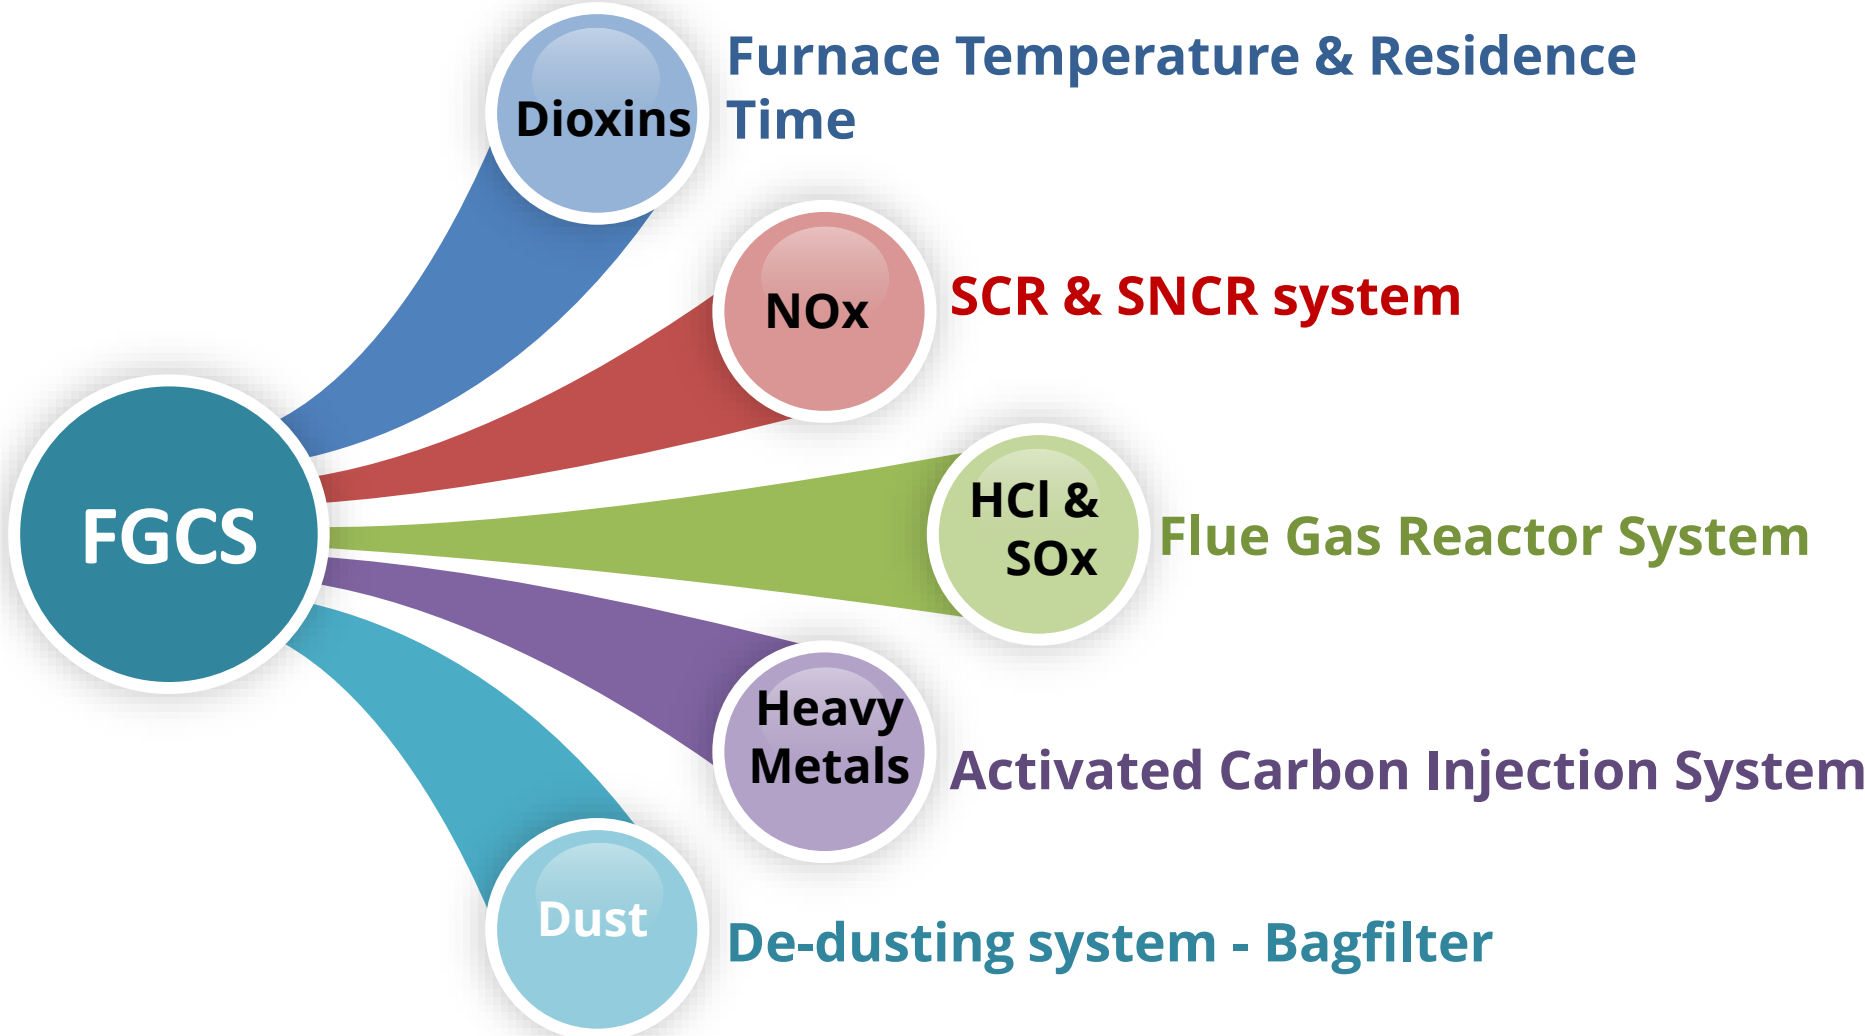 Dioxins
Furnace Temperature & Residence
Time
NOx
SCR & SNCR system
FGCS
HCl &
SOx
Flue Gas Reactor System
Heavy
Metals
Activated Carbon Injection System
Dust
De-dusting system - Bagfilter